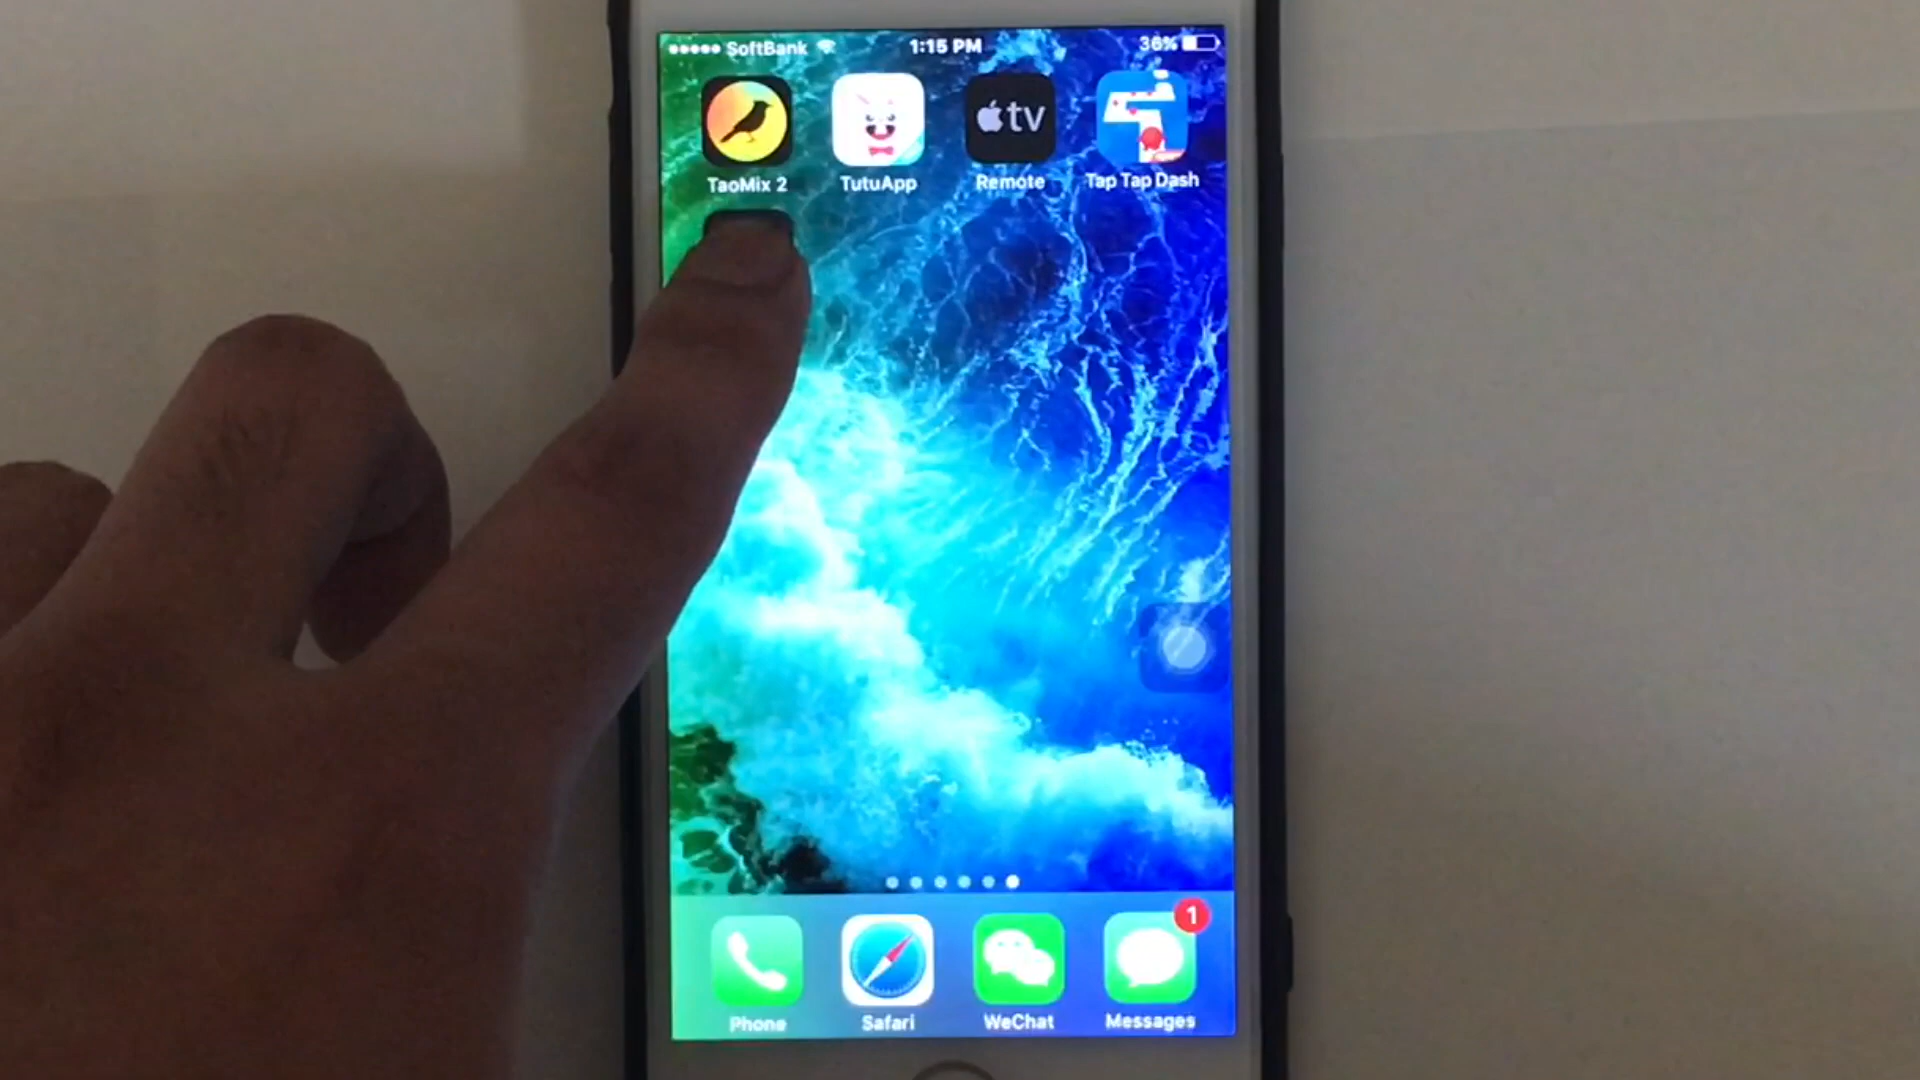 SoftBank 1:15 PM 36%
TaoMix 2 TutuApp tv Remote Tap Tap Dash
1
Phone Safari WeChat Messages